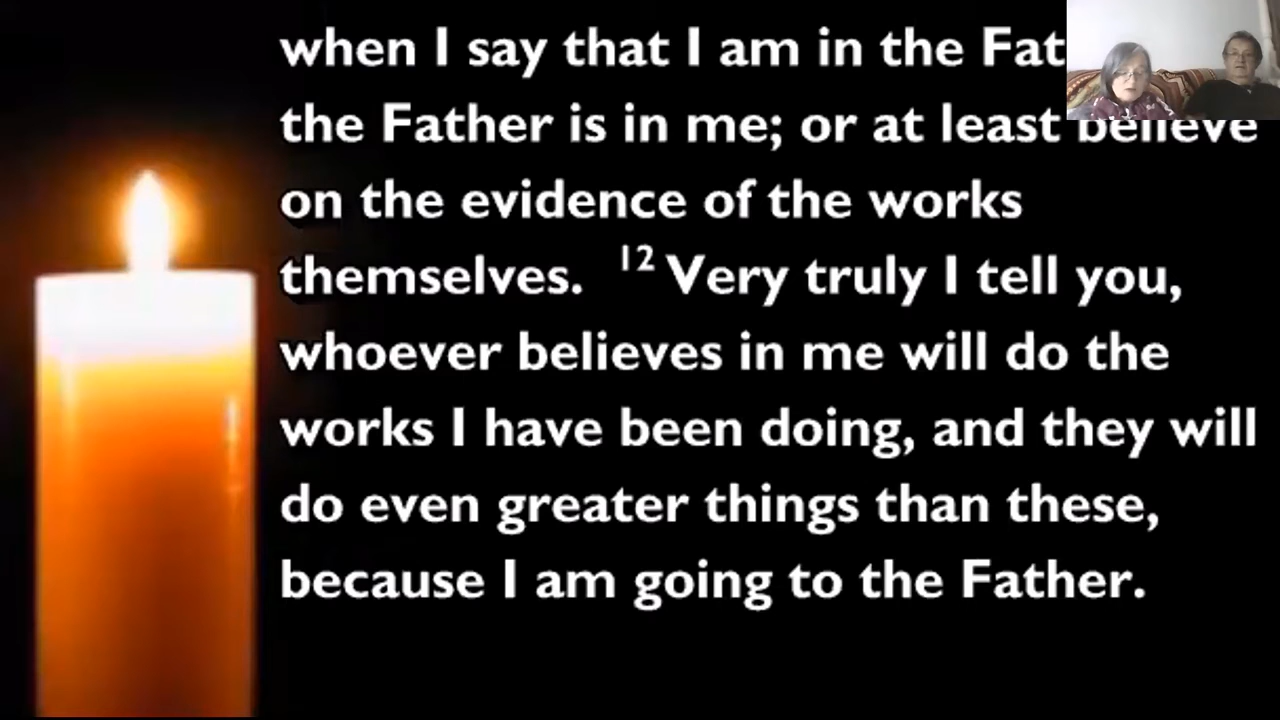 when I say that I am in the Fat
the Father is in me; or at least believe
on the evidence of the works
themselves. 12 Very truly I tell you,
whoever believes in me will do the
works I have been doing, and they will
do even greater things than these,
because I am going to the Father.